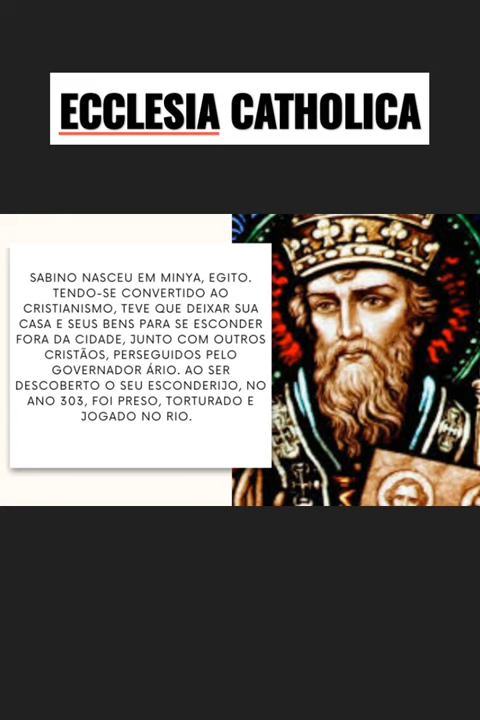 ECCLESIA CATHOLICA
SABINO NASCEU EM MINYA, EGITO.
TENDO-SE CONVERTIDO AO
CRISTIANISMO, TEVE QUE DEIXAR SUA
CASA E SEUS BENS PARA SE ESCONDER
FORA DA CIDADE, JUNTO COM OUTROS
CRISTÃOS, PERSEGUIDOS PELO
GOVERNADOR ÁRIO. AO SER
DESCOBERTO O SEU ESCONDERIJO, NO
ANO 303, FOI PRESO, TORTURADO E
JOGADO NO RIO.